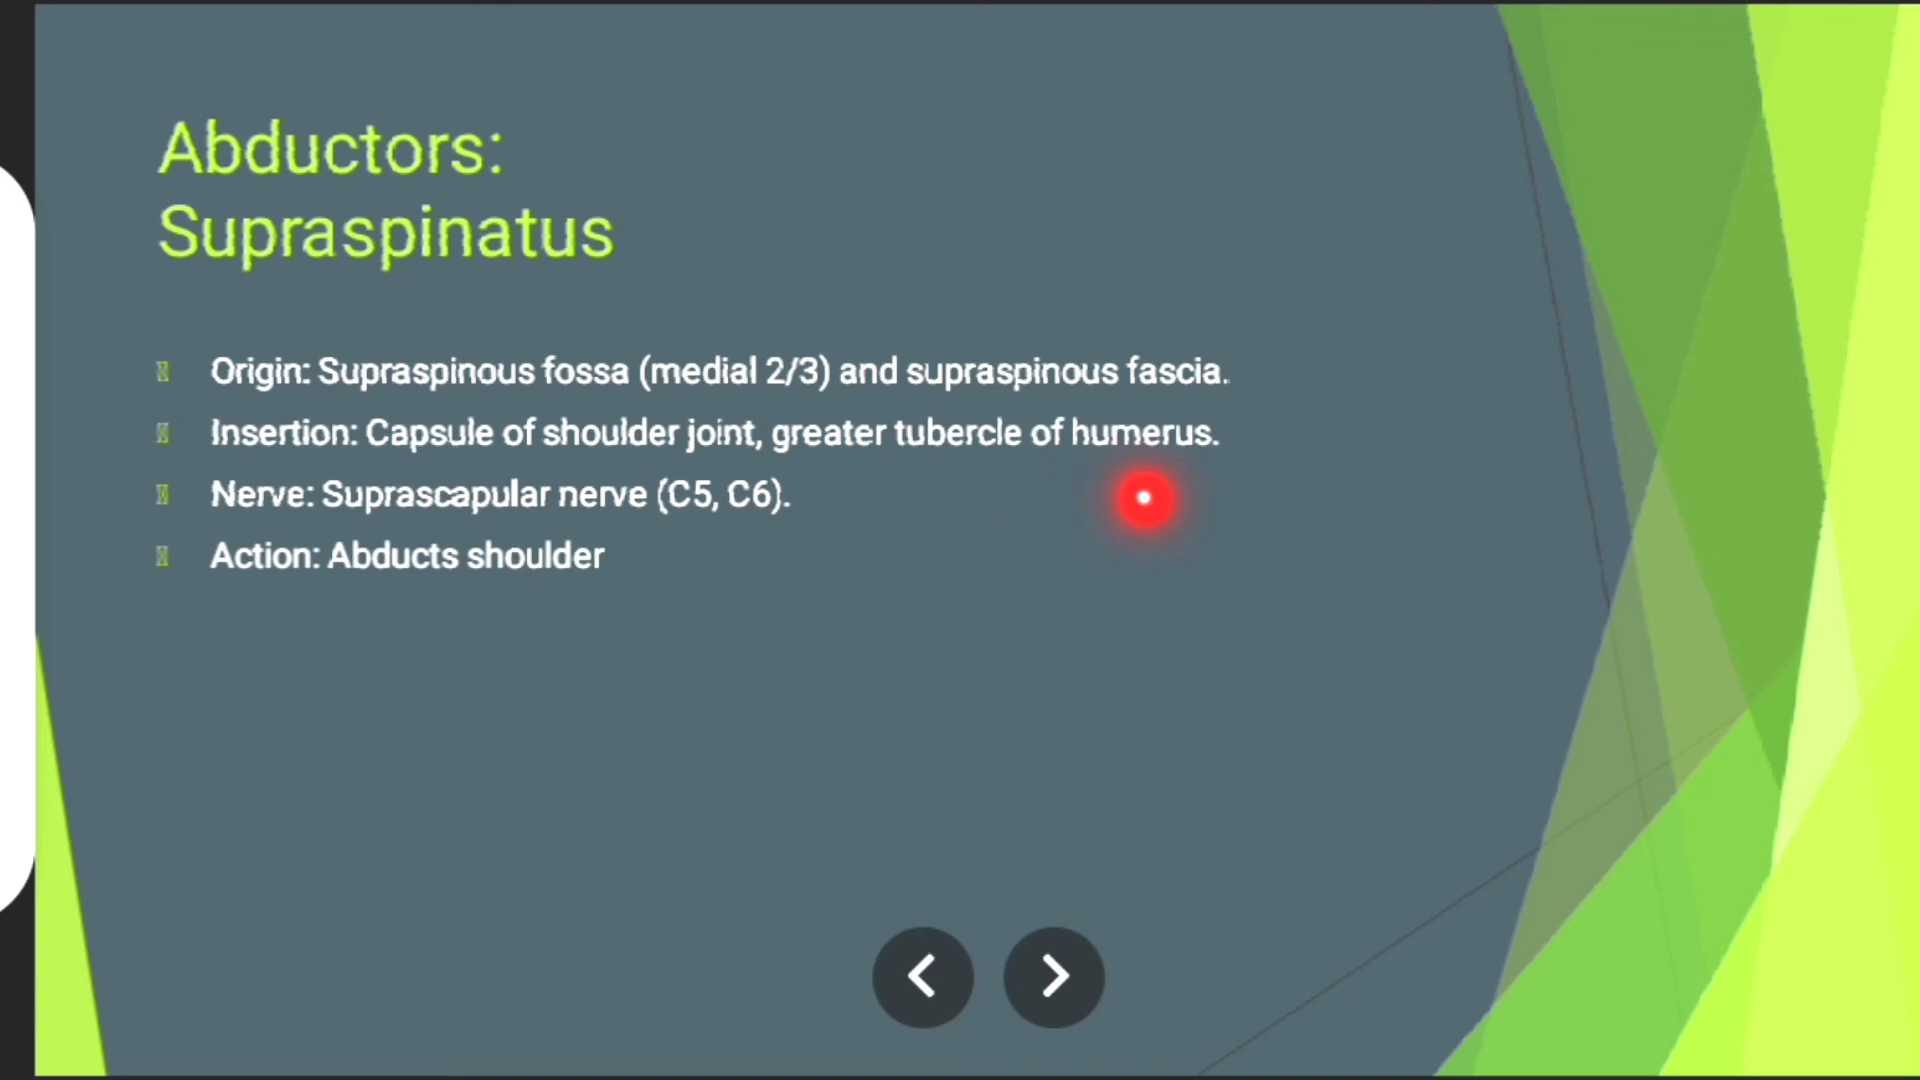 Abductors:
Supraspinatus
Origin: Supraspinous fossa (medial 2/3) and supraspinous fascia.
Insertion: Capsule of shoulder joint, greater tubercle of humerus.
Nerve: Suprascapular nerve (C5, C6).
Action: Abducts shoulder